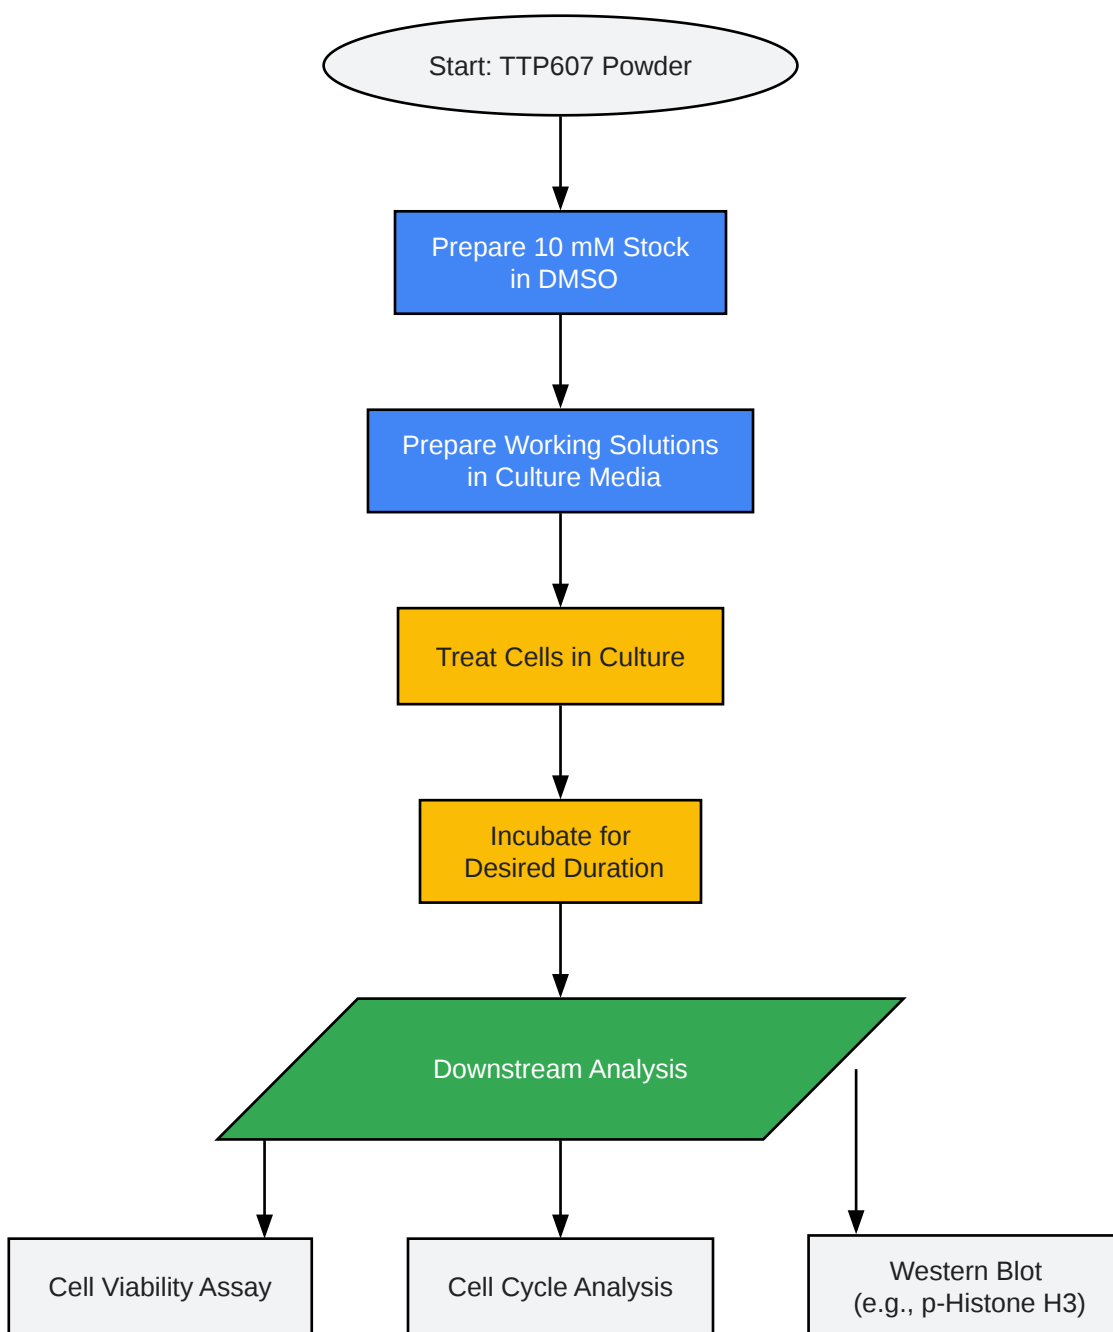 Start: TTP607 Powder
Prepare 10 mM Stock
in DMSO
Prepare Working Solutions
in Culture Media
Treat Cells in Culture
Incubate for
Desired Duration
Downstream Analysis
Cell Viability Assay
Cell Cycle Analysis
Western Blot
(e.g., p-Histone H3)